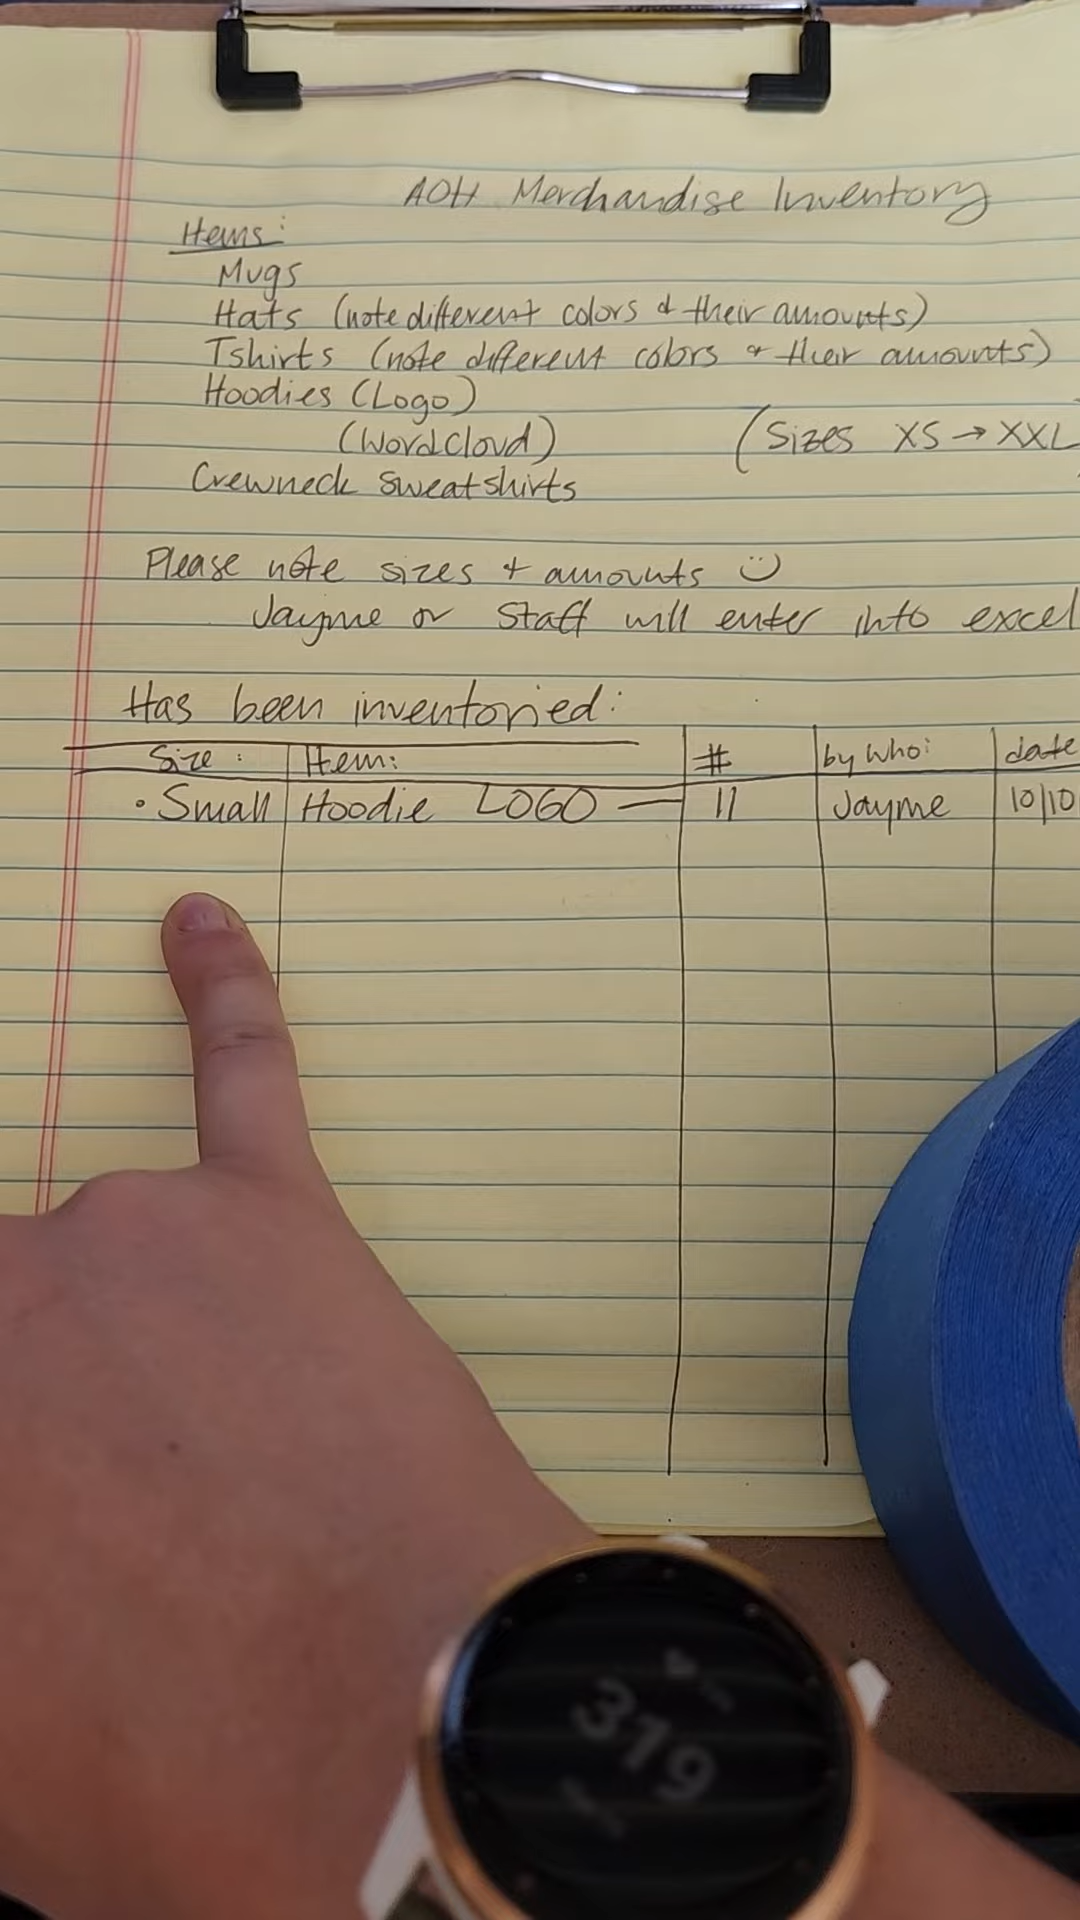 AOH Merchandise Inventory
Items:
Mugs
Hats (note different colors & their amounts)
Tshirts (note different colors & their amounts)
Hoodies (Logo)
(Wordcloud) (Sizes XS → XXL
Crewneck Sweatshirts
Please note sizes + amounts :)
Jayme or Staff will enter into excel
Has been inventoried:
Size: Item: # by who: date
• Small Hoodie LOGO — 11 Jayme 10/10
319